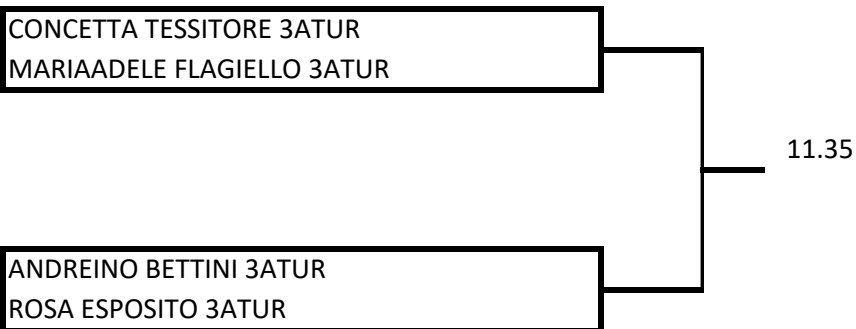 CONCETTA TESSITORE 3ATUR
MARIAADELE FLAGIELLO 3ATUR
11.35
ANDREINO BETTINI 3ATUR
ROSA ESPOSITO 3ATUR